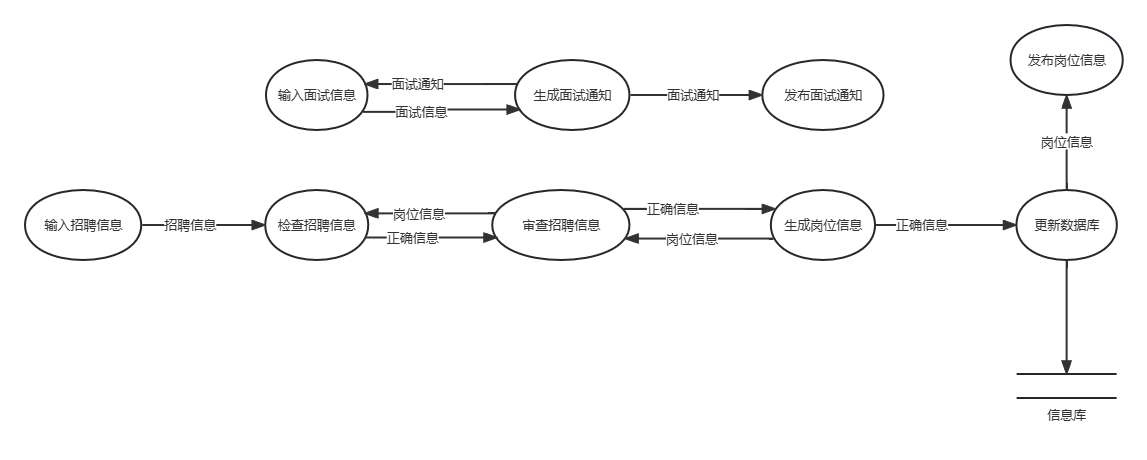 发布岗位信息
面试通知
输入面试信息
生成面试通知
面试通知
发布面试通知
面试信息
岗位信息
输入招聘信息
招聘信息
检查招聘信息
岗位信息
正确信息
审查招聘信息
正确信息
岗位信息
生成岗位信息
正确信息
更新数据库
信息库